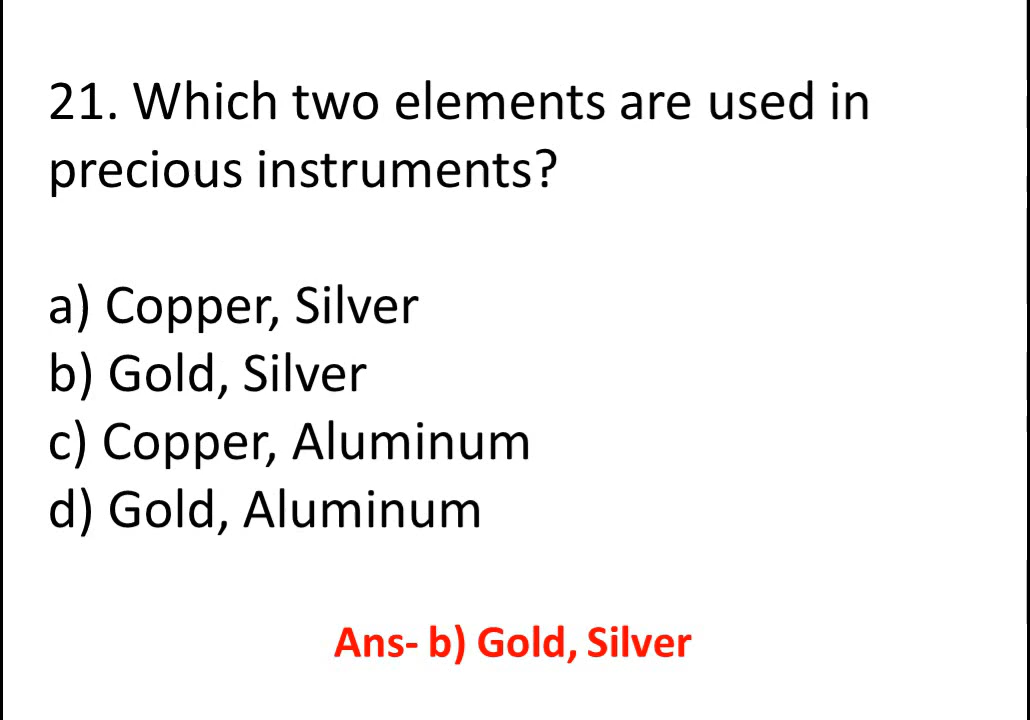 21. Which two elements are used in
precious instruments?
a) Copper, Silver
b) Gold, Silver
c) Copper, Aluminum
d) Gold, Aluminum
Ans- b) Gold, Silver